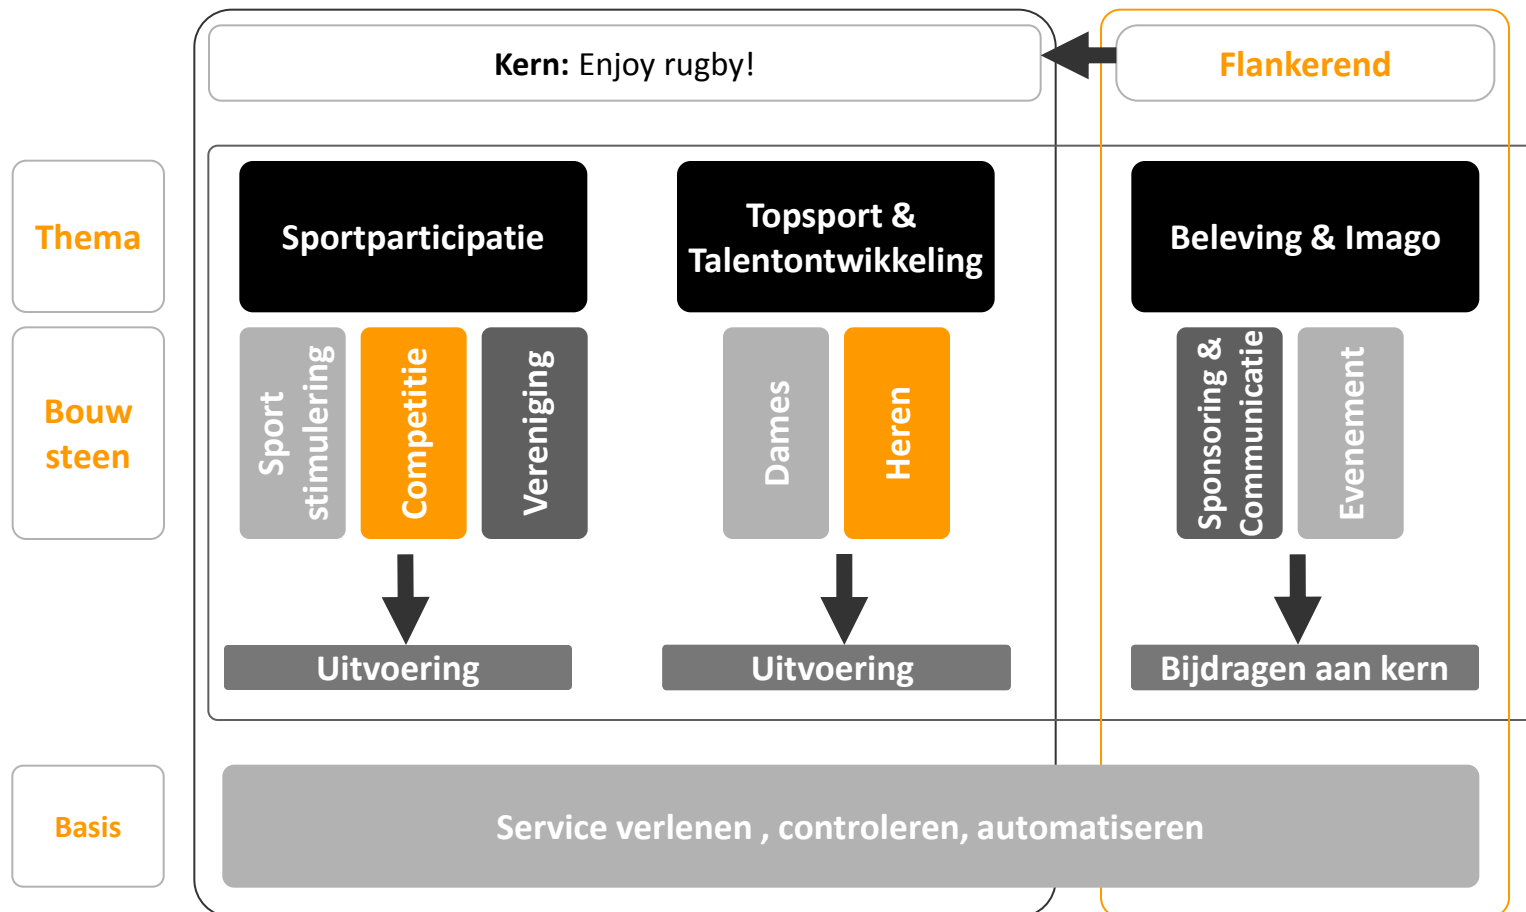 Kern: Enjoy rugby!
Flankerend
Thema
Sportparticipatie
Topsport &
Talentontwikkeling
Beleving & Imago
Bouw
steen
Sport
stimulering
Competitie
Vereniging
Dames
Heren
Sponsoring &
Communicatie
Evenement
Uitvoering
Uitvoering
Bijdragen aan kern
Basis
Service verlenen , controleren, automatiseren